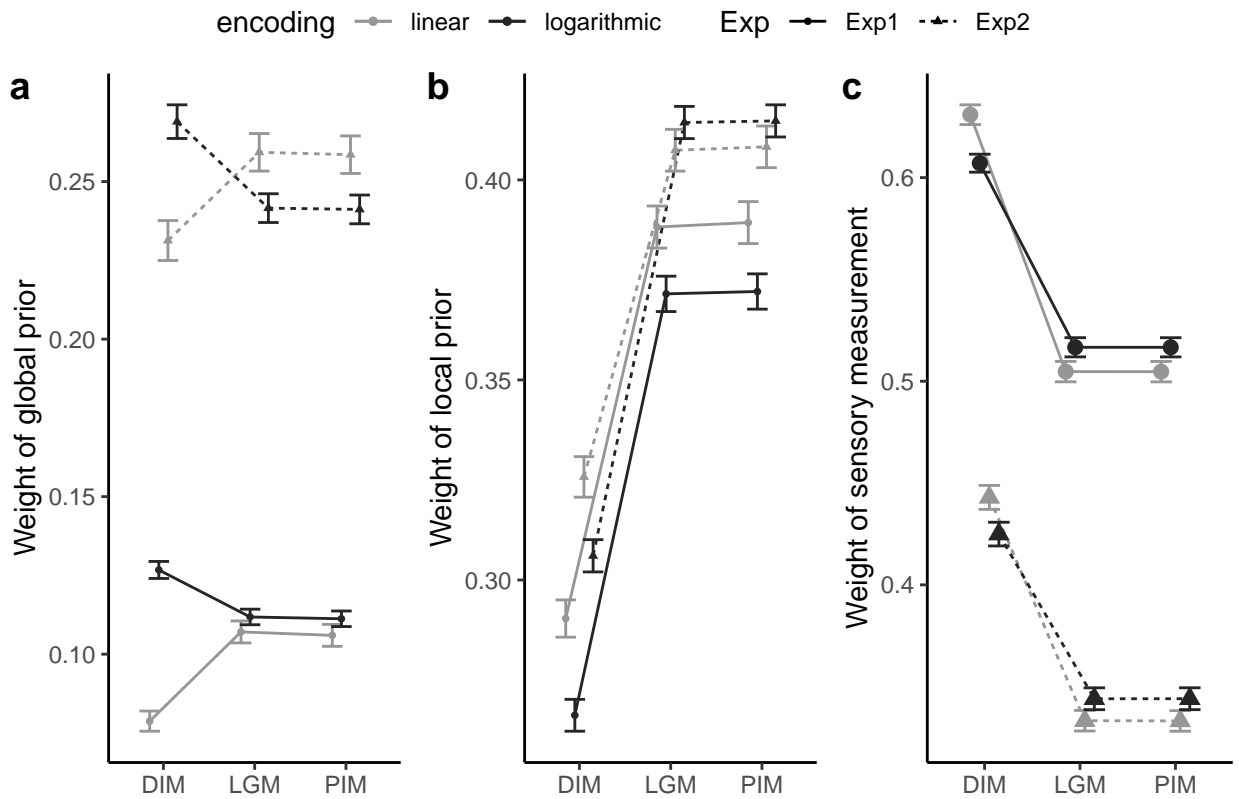 encoding linear logarithmic Exp Exp1 Exp2
a
Weight of global prior
0.25
0.20
0.15
0.10
DIM LGM PIM
b
Weight of local prior
0.40
0.35
0.30
DIM LGM PIM
c
Weight of sensory measurement
0.6
0.5
0.4
DIM LGM PIM